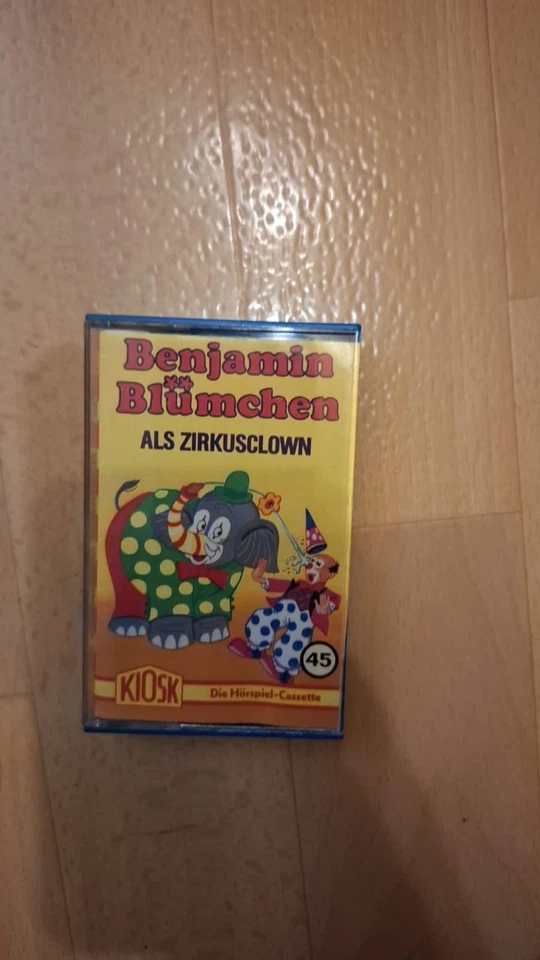 Benjamin
Blümchen
ALS ZIRKUSCLOWN
45
KIOSK
Die Hörspiel-Cassette